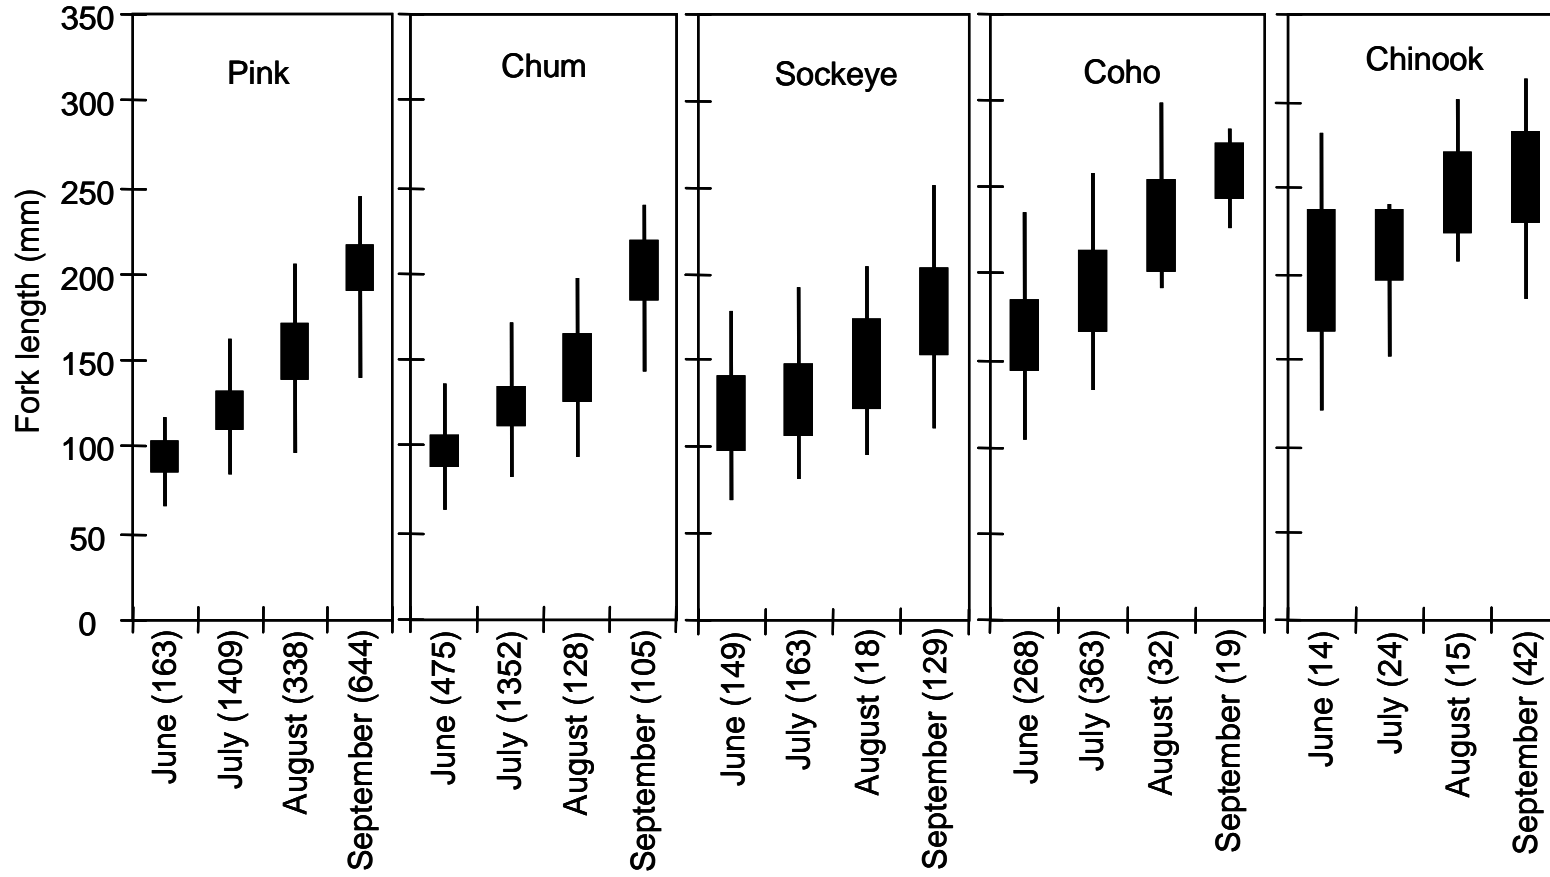 Fork length (mm)
350
300
250
200
150
100
50
0
Pink
June (163)
July (1409)
August (338)
September (644)
Chum
June (475)
July (1352)
August (128)
September (105)
Sockeye
June (149)
July (163)
August (18)
September (129)
Coho
June (268)
July (363)
August (32)
September (19)
Chinook
June (14)
July (24)
August (15)
September (42)